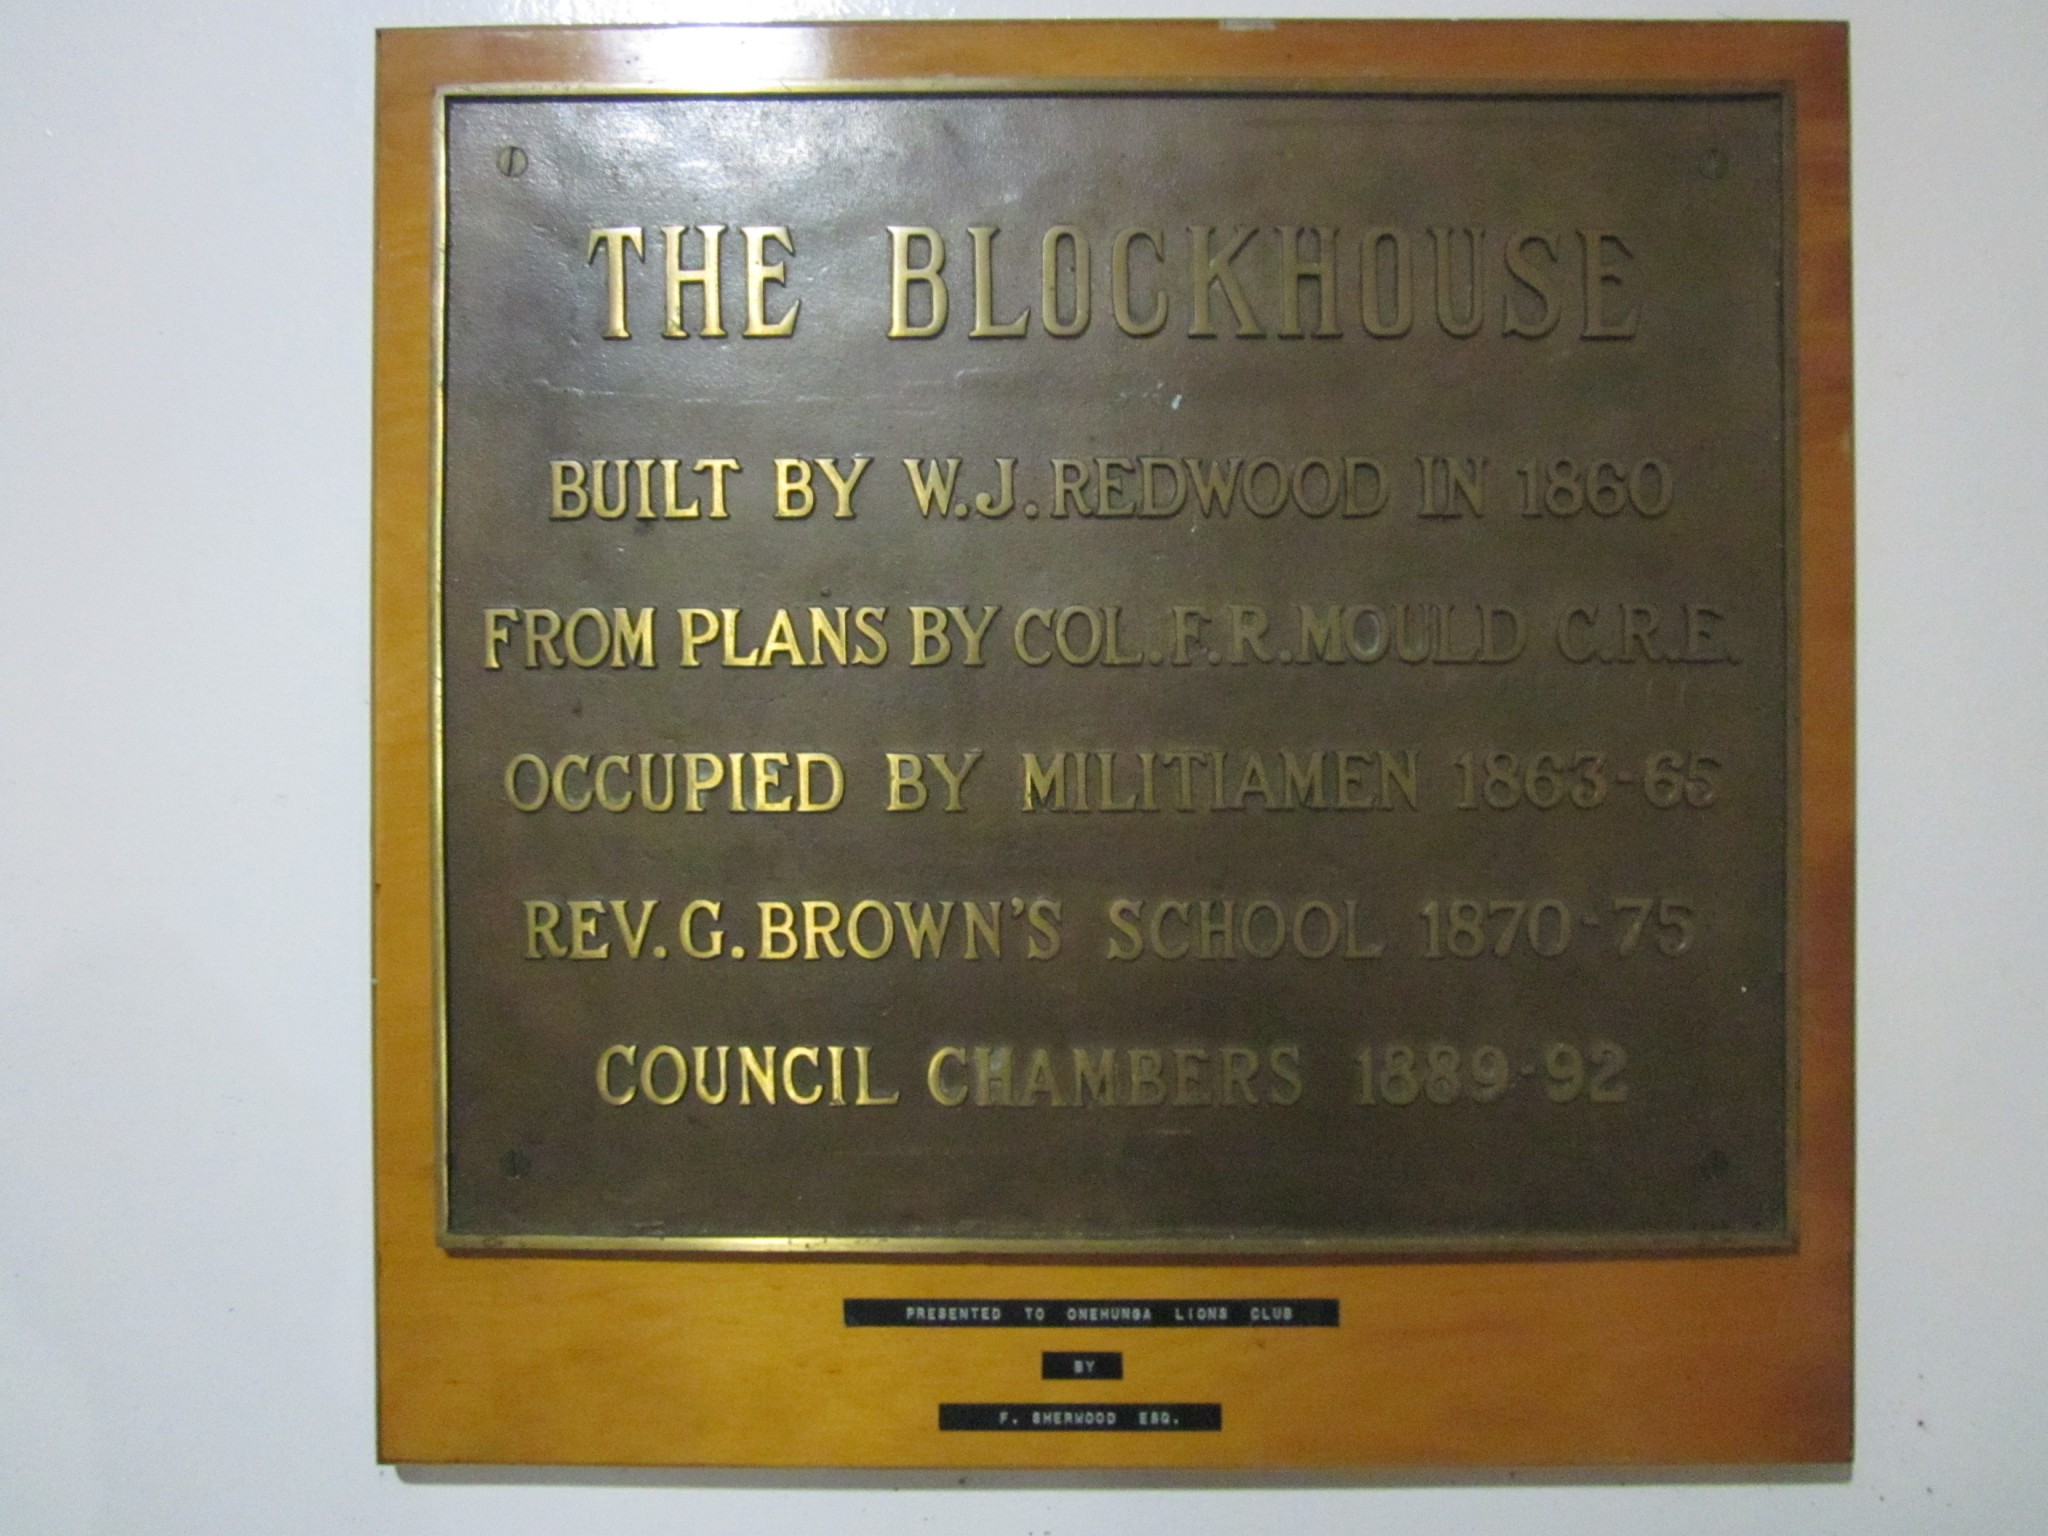 THE BLOCKHOUSE
BUILT BY W.J. REDWOOD IN 1860
FROM PLANS BY COL. F. R. MOULD C.R.E.
OCCUPIED BY MILITIAMEN 1863-65
REV. G. BROWN'S SCHOOL 1870-75
COUNCIL CHAMBERS 1889-92
PRESENTED TO ONEHUNGA LIONS CLUB
BY
F. SHERWOOD ESQ.